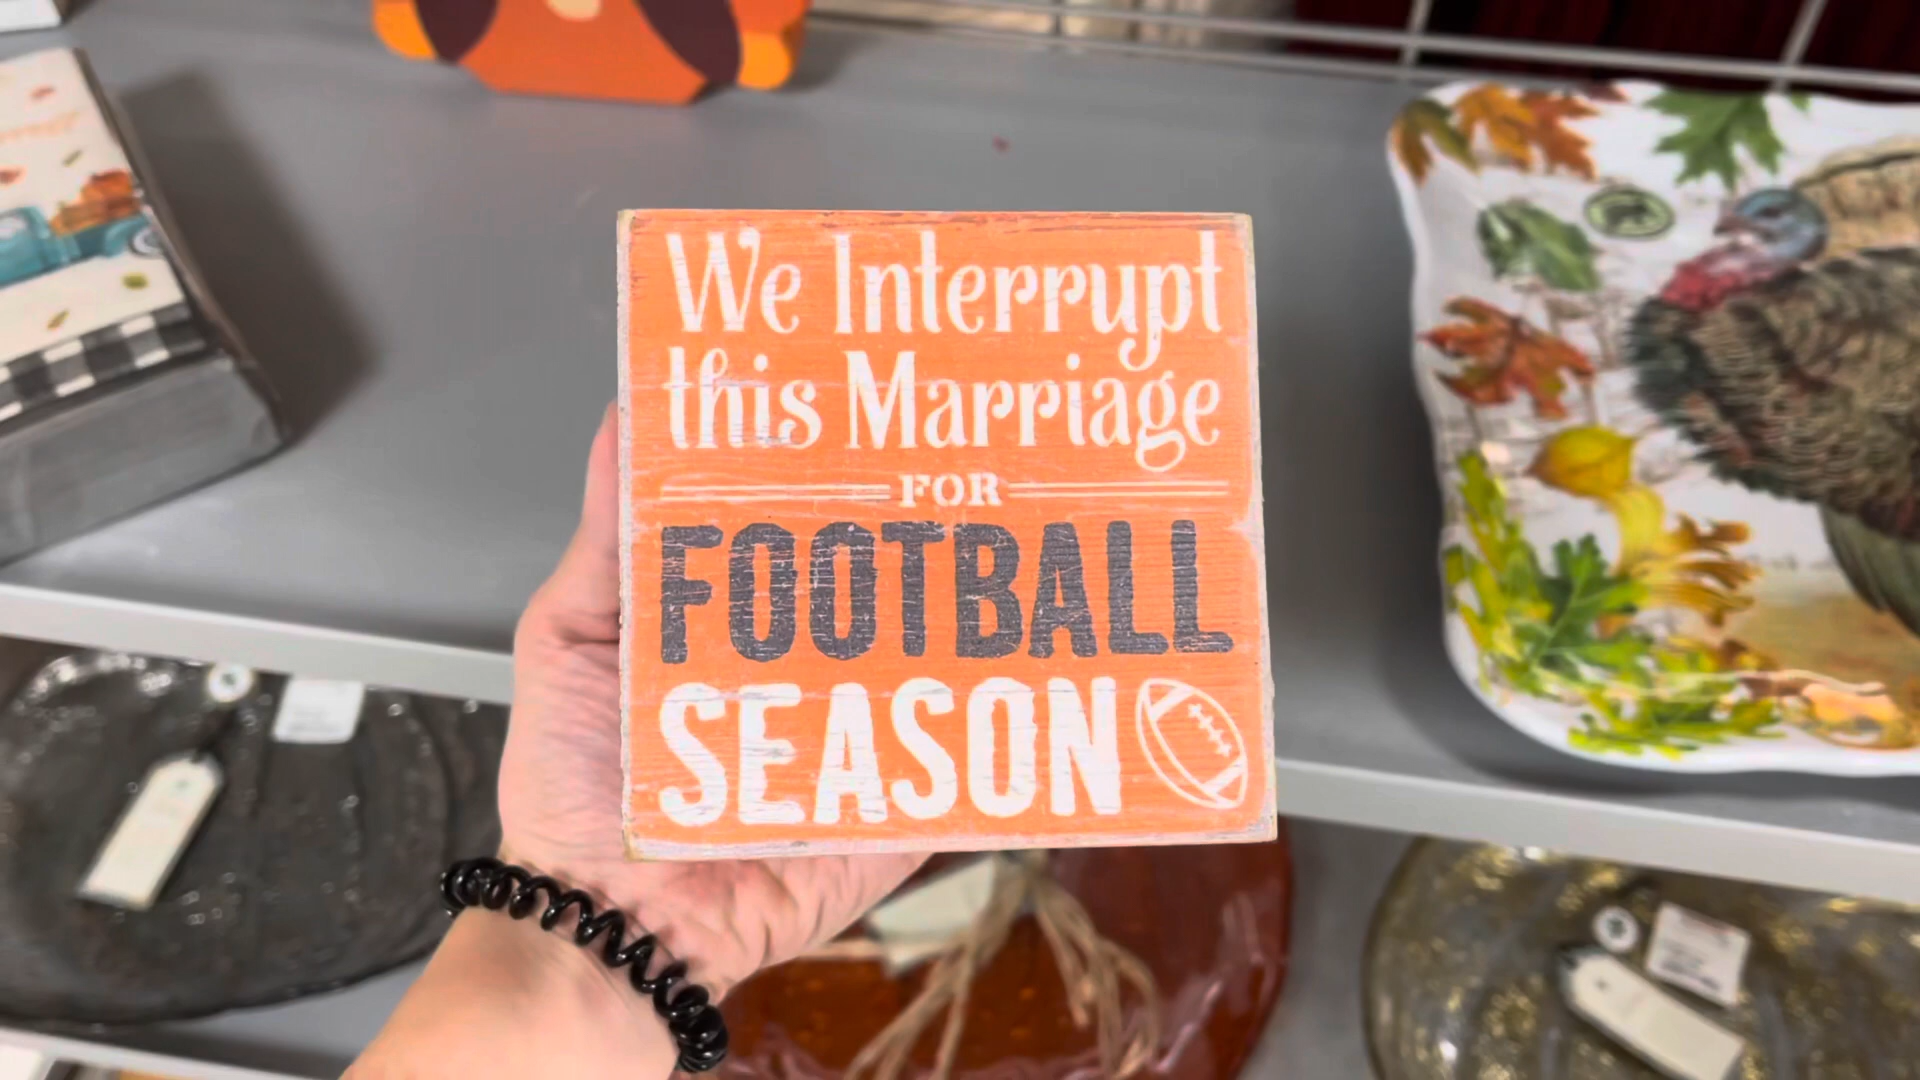 We Interrupt
this Marriage
FOR
FOOTBALL
SEASON